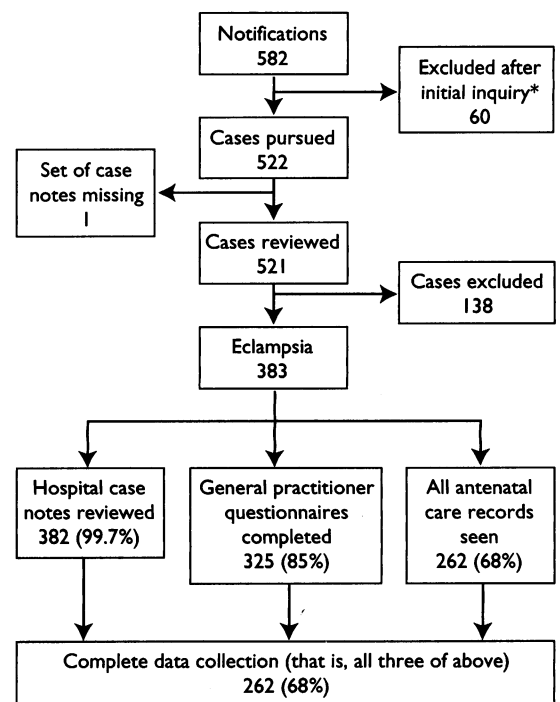 Notifications
582
Excluded after
initial inquiry*
60
Cases pursued
522
Set of case
notes missing
1
Cases reviewed
521
Cases excluded
138
Eclampsia
383
Hospital case
notes reviewed
382 (99.7%)
General practitioner
questionnaires
completed
325 (85%)
All antenatal
care records
seen
262 (68%)
Complete data collection (that is, all three of above)
262 (68%)